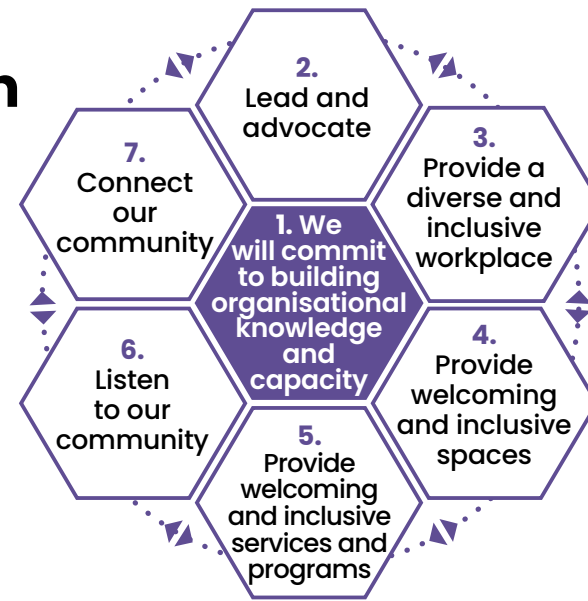 n
2.
Lead and
advocate
3.
Provide a
diverse and
inclusive
workplace
7.
Connect
our
community
1. We
will commit
to building
organisational
knowledge
and
capacity
4.
Provide
welcoming
and inclusive
spaces
6.
Listen
to our
community
5.
Provide
welcoming
and inclusive
services and
programs